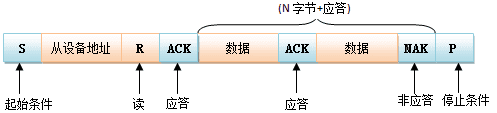 (N 字节+应答)
S 从设备地址 R ACK 数据 ACK 数据 NAK P
起始条件 读 应答 应答 非应答 停止条件